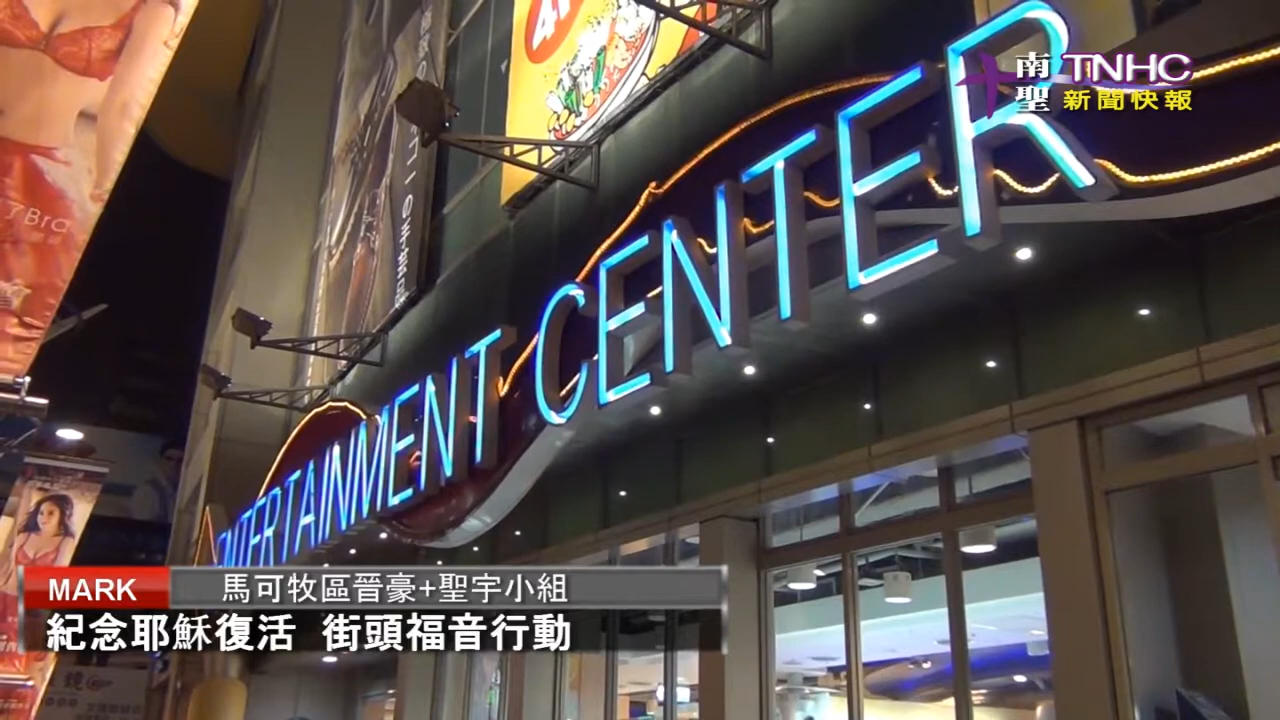 南聖 TNHC
新聞快報
ENTERTAINMENT CENTER
Bra
MARK
馬可牧區晉豪+聖宇小組
紀念耶穌復活 街頭福音行動